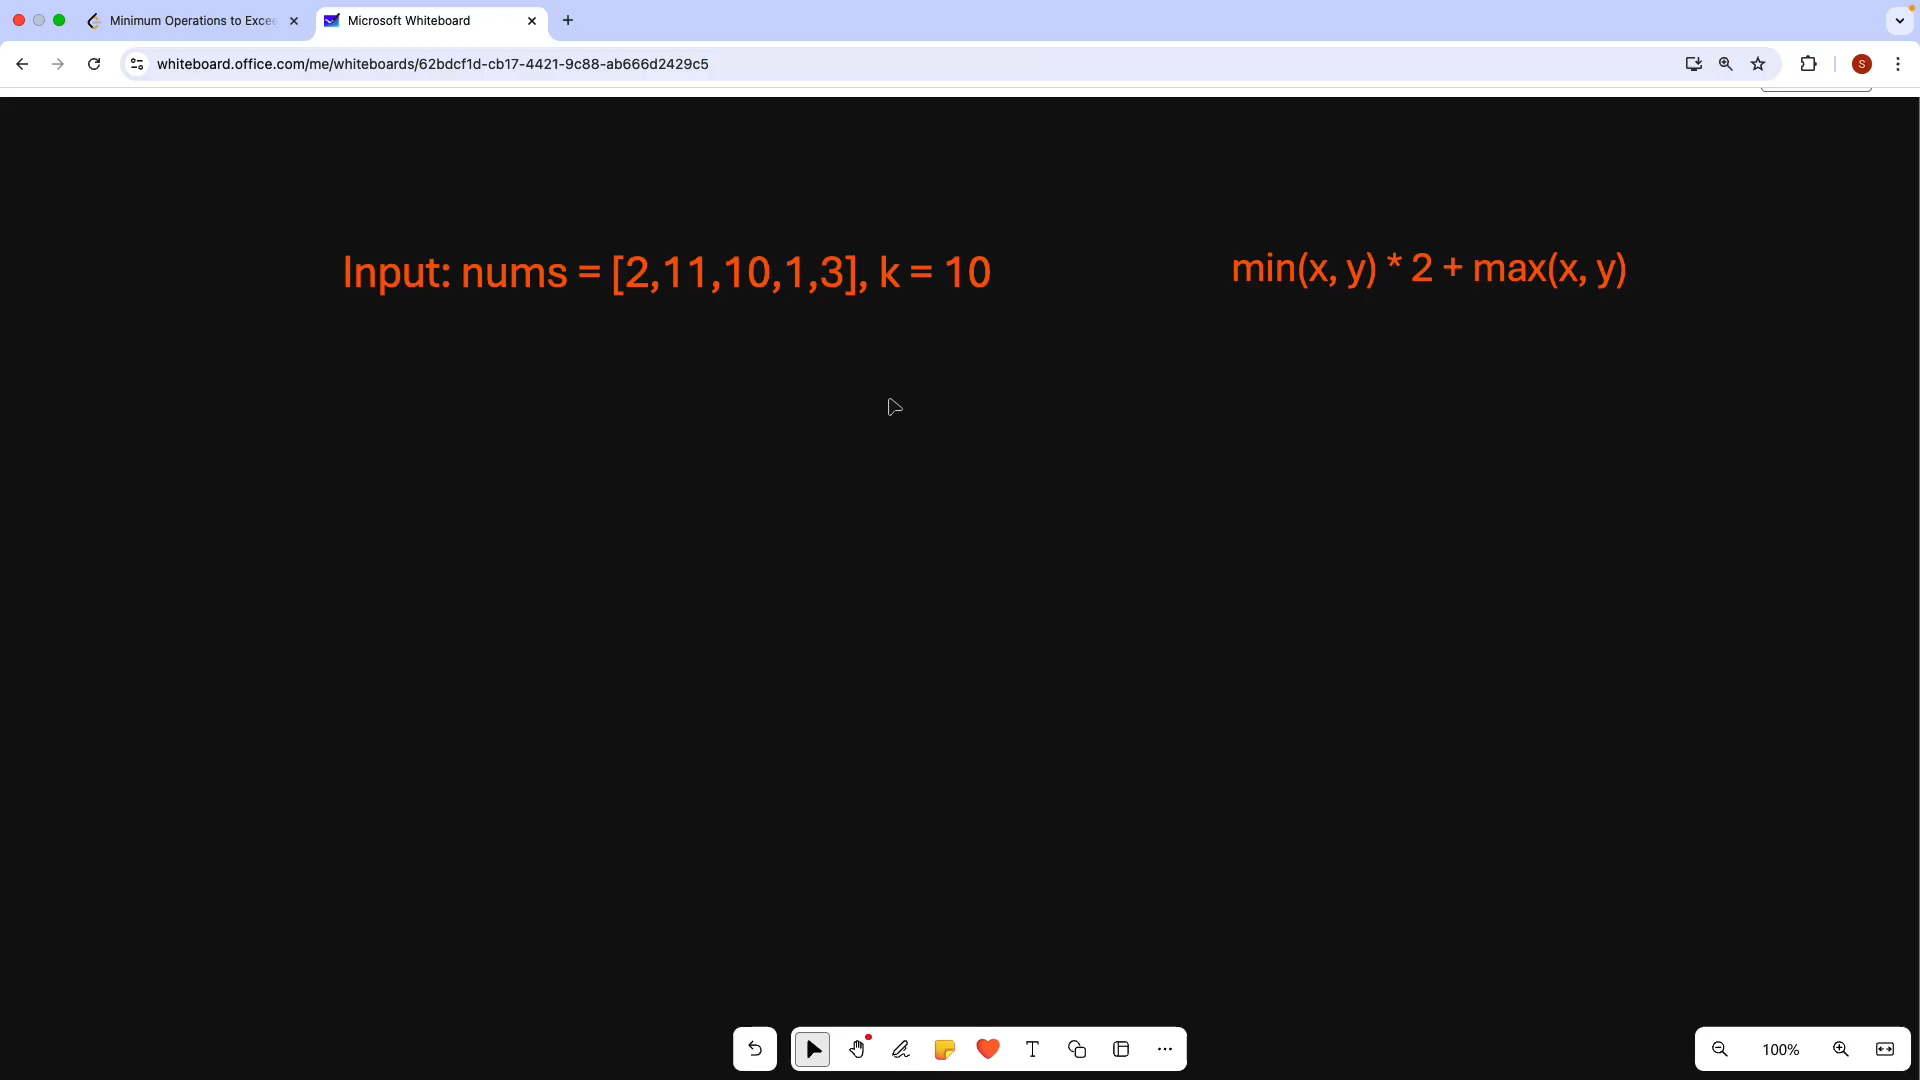 Minimum Operations to Excee
Microsoft Whiteboard
whiteboard.office.com/me/whiteboards/62bdcf1d-cb17-4421-9c88-ab666d2429c5
S
Input: nums = [2,11,10,1,3], k = 10
min(x, y) * 2 + max(x, y)
100%